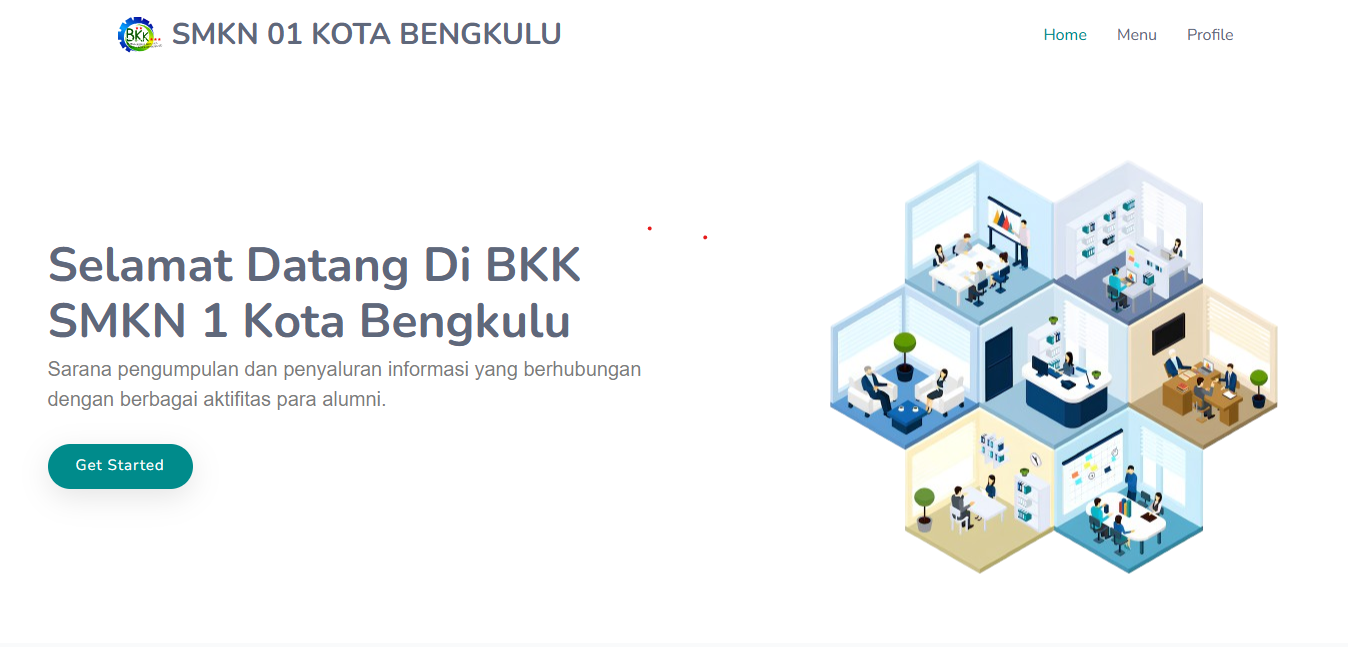 BKK
SMKN 01 KOTA BENGKULU
Home
Menu
Profile
Selamat Datang Di BKK
SMKN 1 Kota Bengkulu
Sarana pengumpulan dan penyaluran informasi yang berhubungan
dengan berbagai aktifitas para alumni.
Get Started